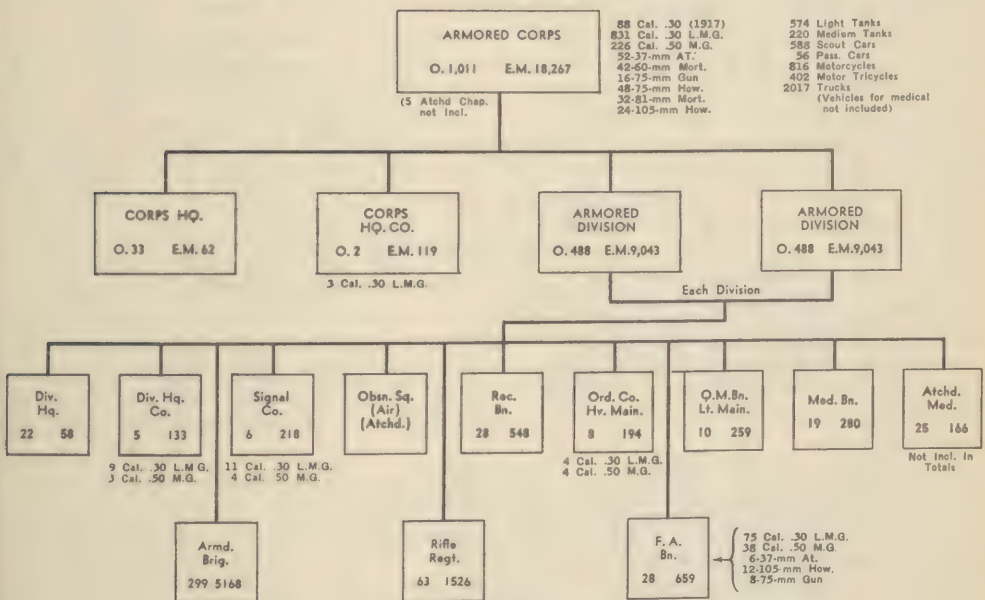 ARMORED CORPS
O. 1,011 E.M. 18,267
(5 Atchd Chap.
not Incl.
88 Cal. .30 (1917)
831 Cal. .30 L.M.G.
226 Cal. .50 M.G.
52-37-mm AT.
42-60-mm Mort.
16-75-mm Gun
48-75-mm How.
32-81-mm Mort.
24-105-mm How.
574 Light Tanks
220 Medium Tanks
588 Scout Cars
56 Pass. Cars
816 Motorcycles
402 Motor Tricycles
2017 Trucks
(Vehicles for medical
not included)
CORPS HQ.
O. 33 E.M. 62
CORPS
HQ. CO.
O. 2 E.M. 119
3 Cal. .30 L.M.G.
ARMORED
DIVISION
O. 488 E.M. 9,043
ARMORED
DIVISION
O. 488 E.M. 9,043
Each Division
Div.
Hq.
22 58
Div. Hq.
Co.
5 133
9 Cal. .30 L.M.G.
3 Cal. .50 M.G.
Signal
Co.
6 218
11 Cal. .30 L.M.G.
4 Cal. 50 M.G.
Obsn. Sq.
(Air)
(Atchd.)
Rec.
Bn.
28 548
Ord. Co.
Hv. Main.
8 194
4 Cal. .30 L.M.G.
4 Cal. .50 M.G.
Q.M. Bn.
Lt. Main.
10 259
Med. Bn.
19 280
Atchd.
Med.
25 166
Not Incl. In
Totals
Armd.
Brig.
299 5168
Rifle
Regt.
63 1526
F. A.
Bn.
28 659
75 Cal. .30 L.M.G.
38 Cal. .50 M.G.
6-37-mm At.
12-105-mm How.
8-75-mm Gun